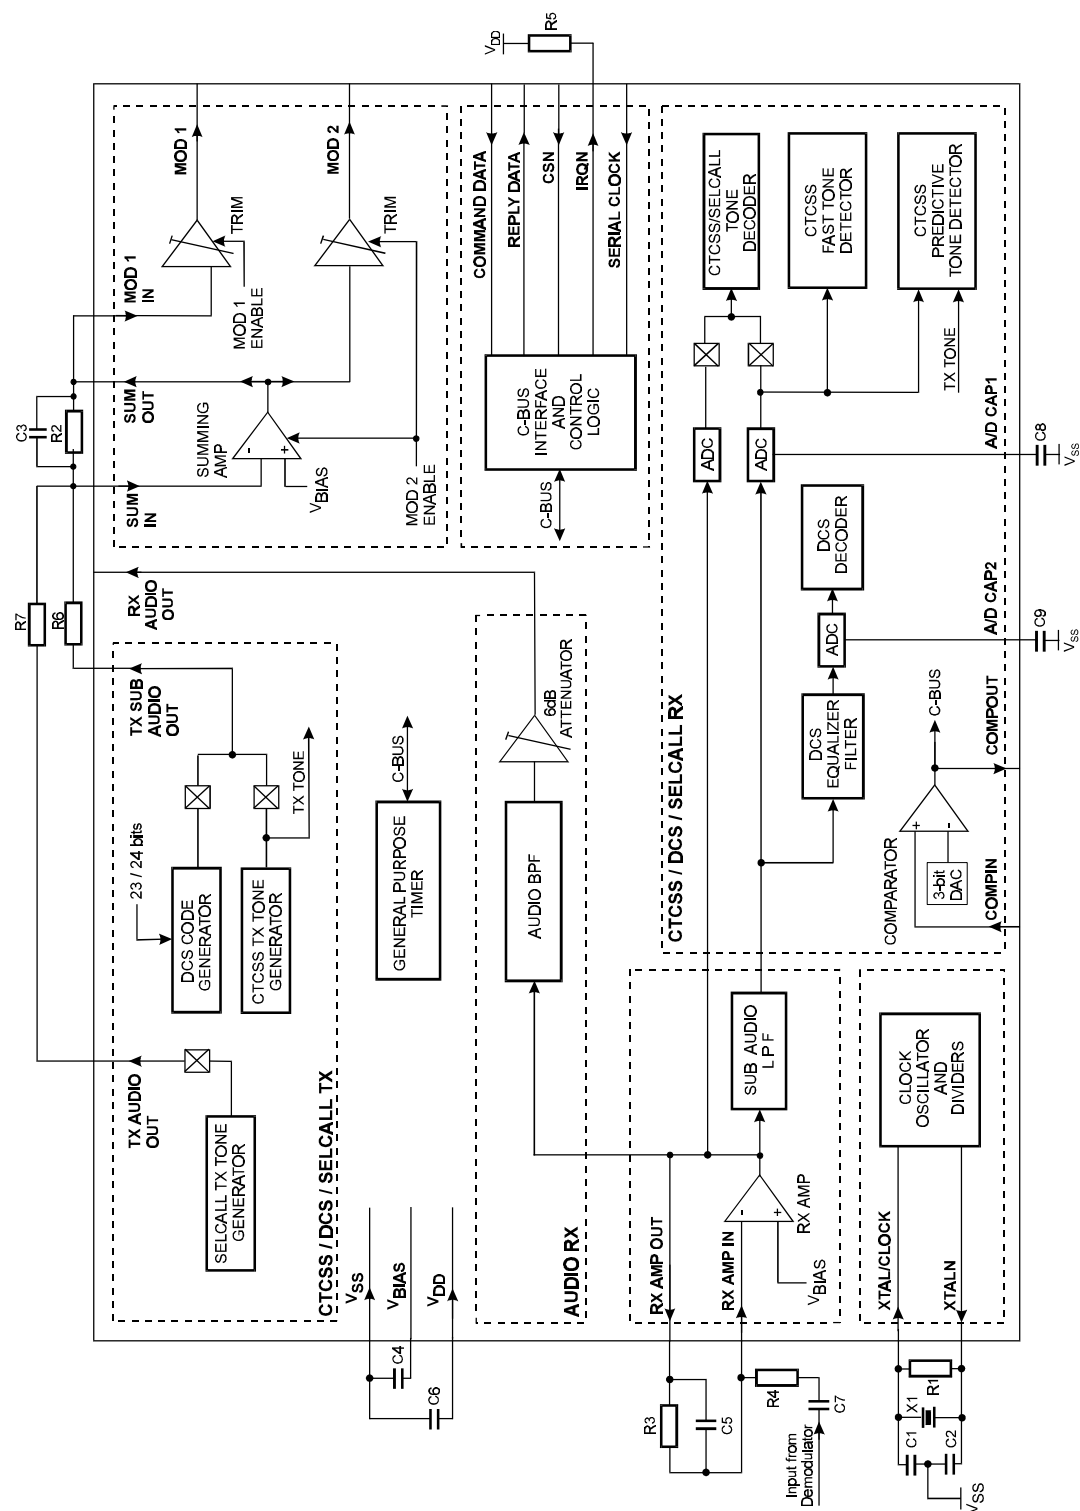 Input from
Demodulator
C7
R4
R3
C5
C4
C6
VSS
C1
C2
X1
R1
XTAL/CLOCK
XTALN
CLOCK
OSCILLATOR
AND
DIVIDERS
RX AMP OUT
RX AMP IN
VBIAS
RX AMP
SUB AUDIO
L P F
AUDIO RX
AUDIO BPF
6dB
ATTENUATOR
RX
AUDIO
OUT
VSS
VBIAS
VDD
GENERAL PURPOSE
TIMER
C-BUS
CTCSS / DCS / SELCALL TX
SELCALL TX TONE
GENERATOR
TX AUDIO
OUT
DCS CODE
GENERATOR
23 / 24 bits
CTCSS TX TONE
GENERATOR
TX TONE
TX SUB
AUDIO
OUT
R7
R6
C3
R2
SUM
IN
SUM
OUT
SUMMING
AMP
VBIAS
MOD 2
ENABLE
MOD 1
IN
MOD 1
ENABLE
TRIM
MOD 1
TRIM
MOD 2
C-BUS
C-BUS
INTERFACE
AND
CONTROL
LOGIC
COMMAND DATA
REPLY DATA
CSN
IRQN
SERIAL CLOCK
VDD
R5
CTCSS / DCS / SELCALL RX
COMPARATOR
3-bit
DAC
+
-
COMPIN
COMPOUT
C-BUS
DCS
EQUALIZER
FILTER
ADC
DCS
DECODER
A/D CAP2
C9
VSS
ADC
ADC
A/D CAP1
C8
VSS
CTCSS/SELCALL
TONE
DECODER
CTCSS
FAST TONE
DETECTOR
CTCSS
PREDICTIVE
TONE DETECTOR
TX TONE